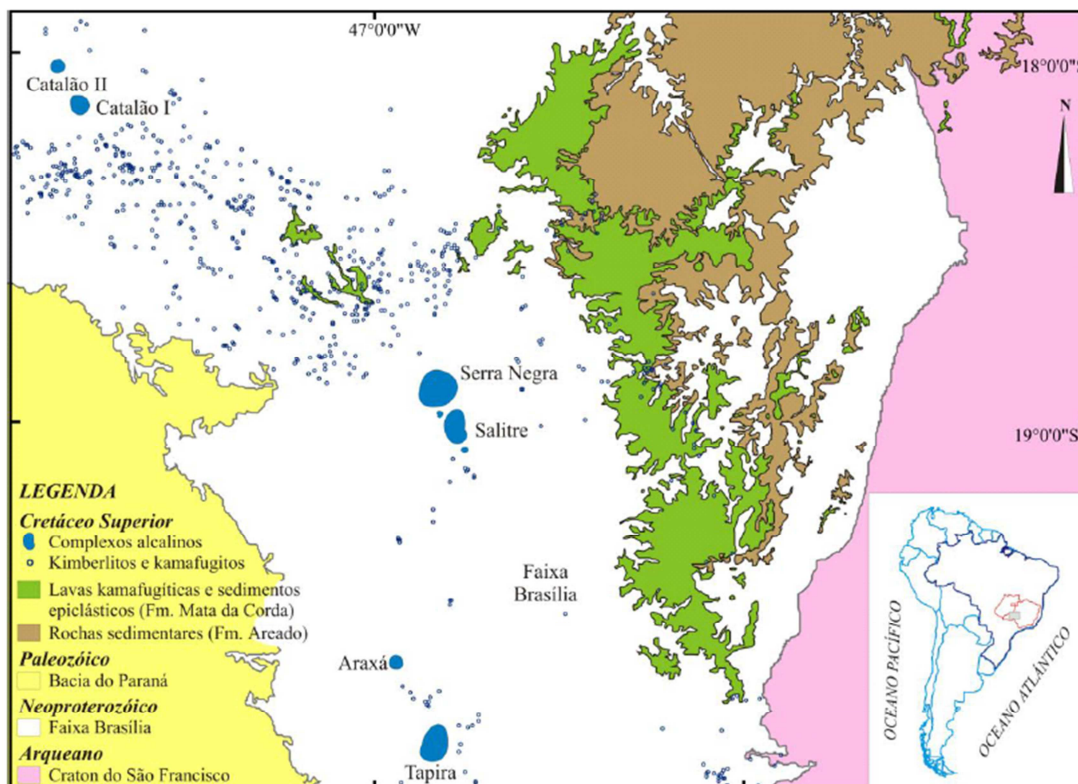 47°0'0"W
18°0'0"S
Catalão II
Catalão I
N
Serra Negra
Salitre
19°0'0"S
Faixa
Brasília
Araxá
Tapira
LEGENDA
Cretáceo Superior
Complexos alcalinos
Kimberlitos e kamafugitos
Lavas kamafugíticas e sedimentos
epiclásticos (Fm. Mata da Corda)
Rochas sedimentares (Fm. Areado)
Paleozóico
Bacia do Paraná
Neoproterozóico
Faixa Brasília
Arqueano
Craton do São Francisco
OCEANO PACÍFICO
OCEANO ATLÁNTICO